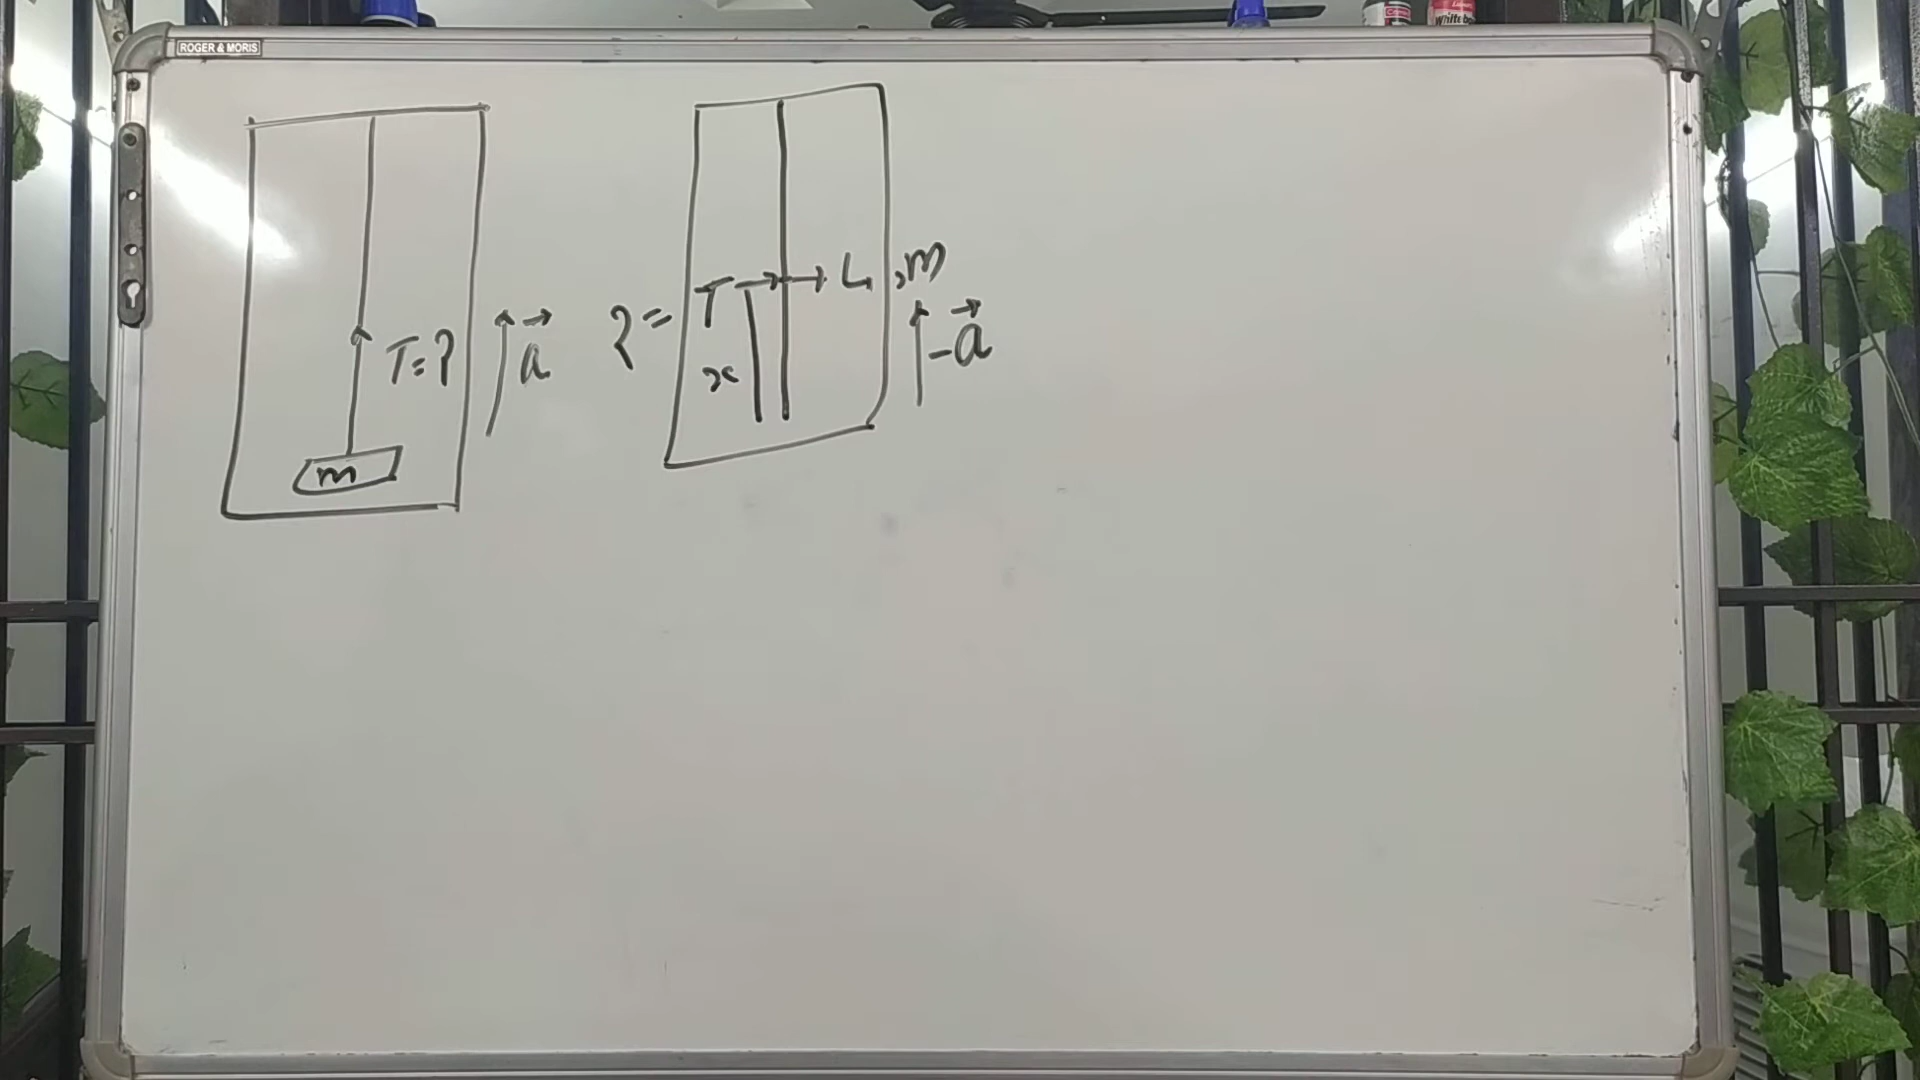 ROGER & MORIS
T=?
a
m
?= T
L,m
x
-a